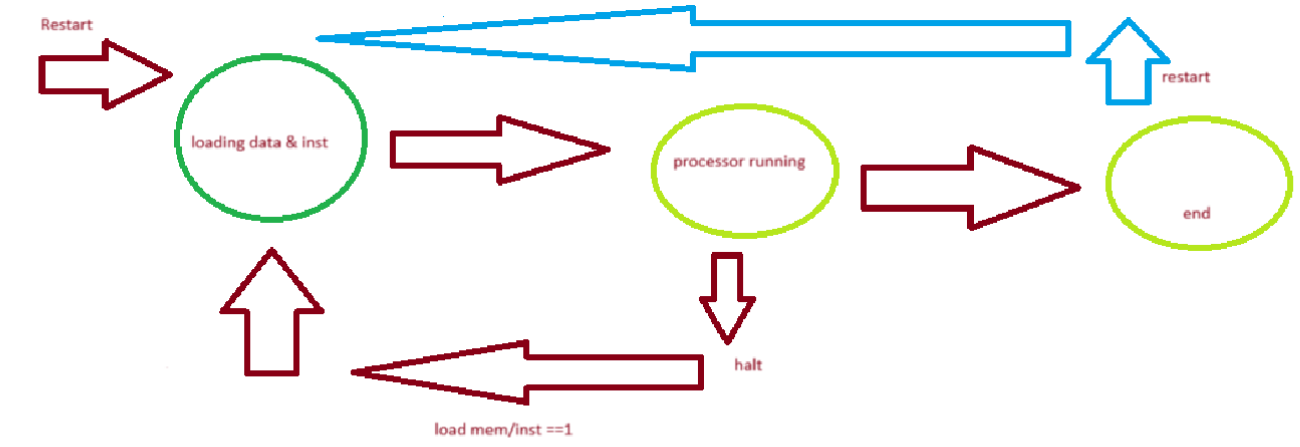 Restart
restart
loading data & inst
processor running
end
halt
load mem/inst ==1